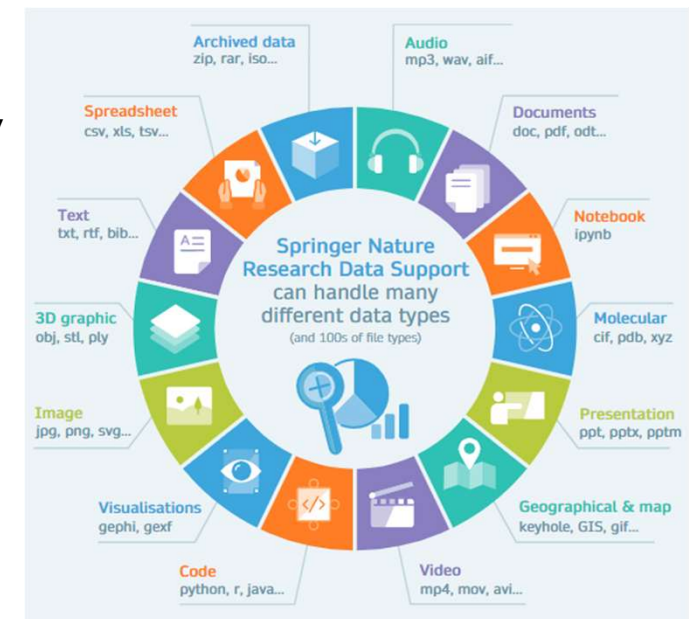 Archived data
zip, rar, iso...
Audio
mp3, wav, aif...
Spreadsheet
csv, xls, tsv...
Documents
doc, pdf, odt...
Text
txt, rtf, bib...
Notebook
ipynb
Springer Nature
Research Data Support
can handle many
different data types
(and 100s of file types)
3D graphic
obj, stl, ply
Molecular
cif, pdb, xyz
Image
jpg, png, svg...
Presentation
ppt, pptx, pptm
Visualisations
gephi, gexf
Geographical & map
keyhole, GIS, gif...
Code
python, r, java...
Video
mp4, mov, avi...